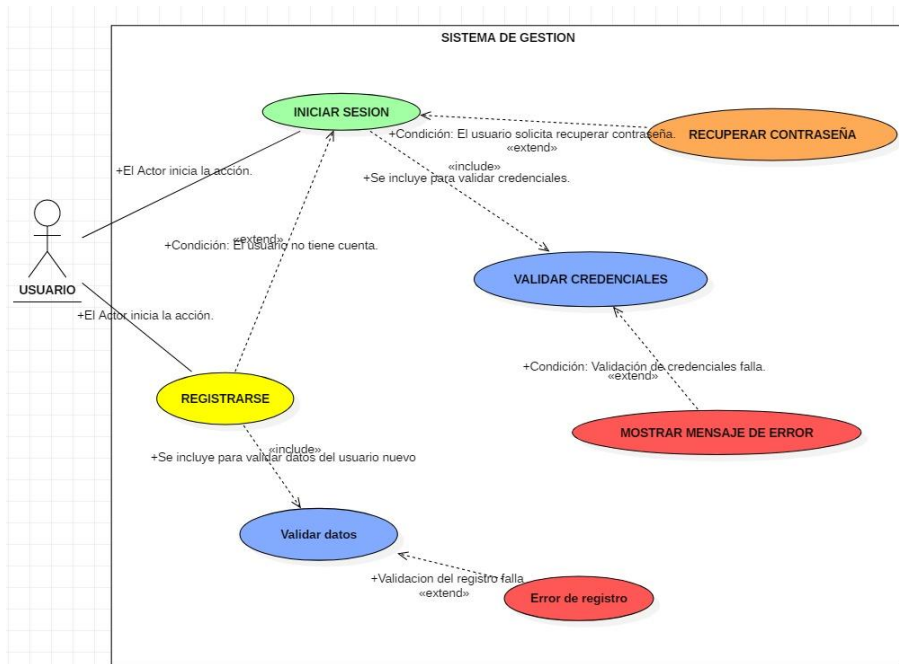 SISTEMA DE GESTION
INICIAR SESION
RECUPERAR CONTRASEÑA
+Condición: El usuario solicita recuperar contraseña.
«extend»
«include»
+Se incluye para validar credenciales.
+El Actor inicia la acción.
«extend»
+Condición: El usuario no tiene cuenta.
USUARIO
VALIDAR CREDENCIALES
+El Actor inicia la acción.
+Condición: Validación de credenciales falla.
«extend»
REGISTRARSE
MOSTRAR MENSAJE DE ERROR
«include»
+Se incluye para validar datos del usuario nuevo
Validar datos
+Validacion del registro falla
«extend»
Error de registro